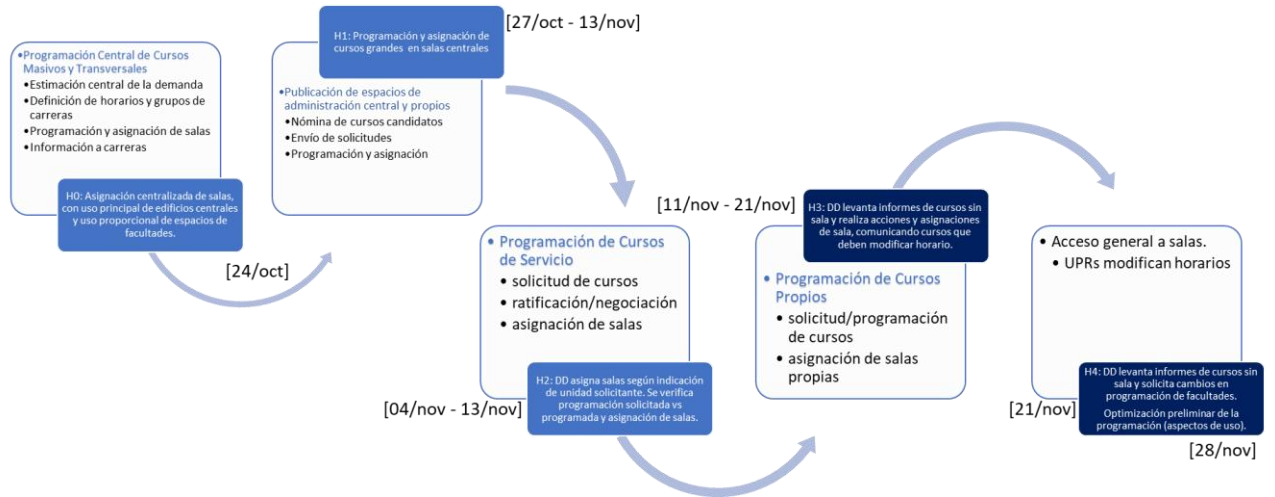 •Programación Central de Cursos
Masivos y Transversales
•Estimación central de la demanda
•Definición de horarios y grupos de
carreras
•Programación y asignación de salas
•Información a carreras
H0: Asignación centralizada de salas,
con uso principal de edificios centrales
y uso proporcional de espacios de
facultades.
[24/oct]
H1: Programación y asignación de
cursos grandes en salas centrales
[27/oct - 13/nov]
•Publicación de espacios de
administración central y propios
•Nómina de cursos candidatos
•Envío de solicitudes
•Programación y asignación
• Programación de Cursos
de Servicio
• solicitud de cursos
• ratificación/negociación
• asignación de salas
H2: DD asigna salas según indicación
de unidad solicitante. Se verifica
programación solicitada vs
programada y asignación de salas.
[04/nov - 13/nov]
[11/nov - 21/nov]
H3: DD levanta informes de cursos sin
sala y realiza acciones y asignaciones
de sala, comunicando cursos que
deben modificar horario.
• Programación de Cursos
Propios
• solicitud/programación
de cursos
• asignación de salas
propias
• Acceso general a salas.
• UPRs modifican horarios
H4: DD levanta informes de cursos sin
sala y solicita cambios en
programación de facultades.
Optimización preliminar de la
programación (aspectos de uso).
[21/nov]
[28/nov]